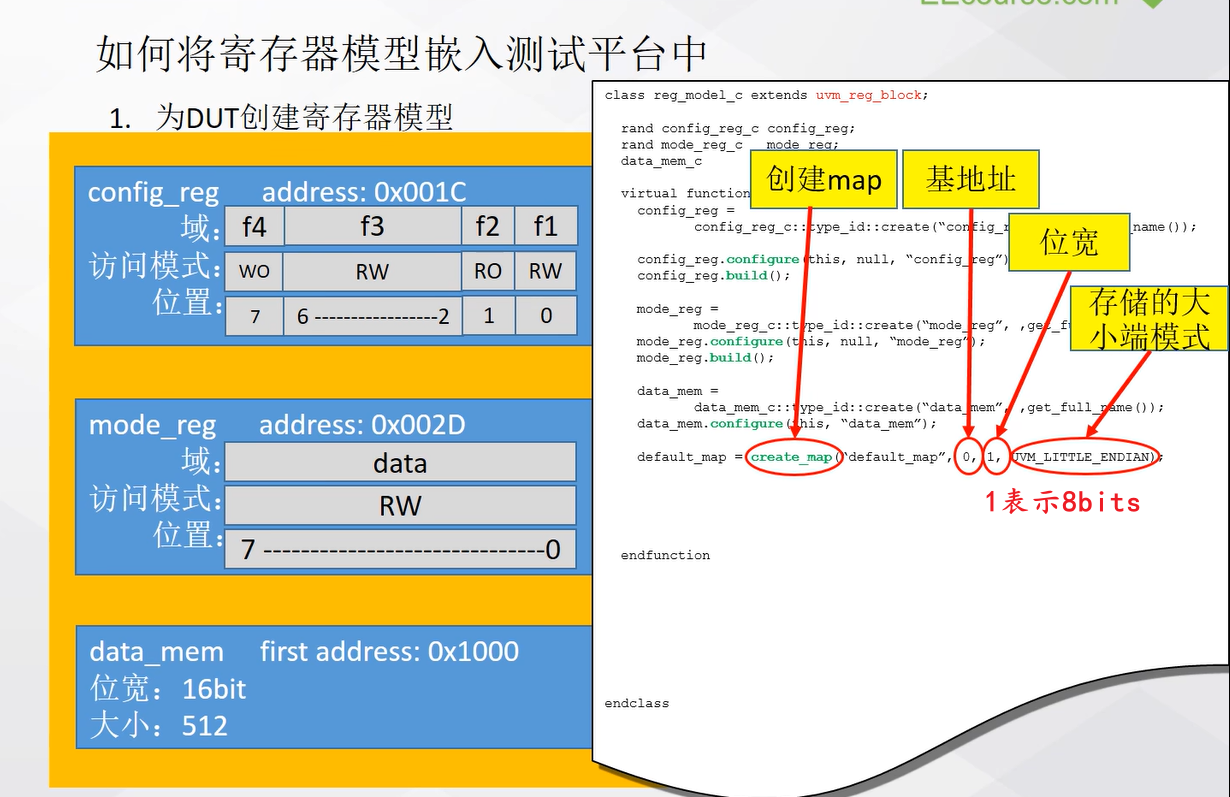 如何将寄存器模型嵌入测试平台中
1. 为DUT创建寄存器模型
config_reg address: 0x001C
域： f4 f3 f2 f1
访问模式： WO RW RO RW
位置： 7 6 -----------------2 1 0
mode_reg address: 0x002D
域： data
访问模式： RW
位置： 7 ------------------------------0
data_mem first address: 0x1000
位宽：16bit
大小：512
class reg_model_c extends uvm_reg_block;
rand config_reg_c config_reg;
rand mode_reg_c mode_reg;
data_mem_c
创建map
基地址
位宽
存储的大
小端模式
virtual function
config_reg =
config_reg_c::type_id::create(“config_r name());
config_reg.configure(this, null, “config_reg”)
config_reg.build();
mode_reg =
mode_reg_c::type_id::create(“mode_reg”, ,get_fu
mode_reg.configure(this, null, “mode_reg”);
mode_reg.build();
data_mem =
data_mem_c::type_id::create(“data_mem”, ,get_full_name());
data_mem.configure(this, “data_mem”);
default_map = create_map(“default_map”, 0, 1, UVM_LITTLE_ENDIAN);
1表示8bits
endfunction
endclass